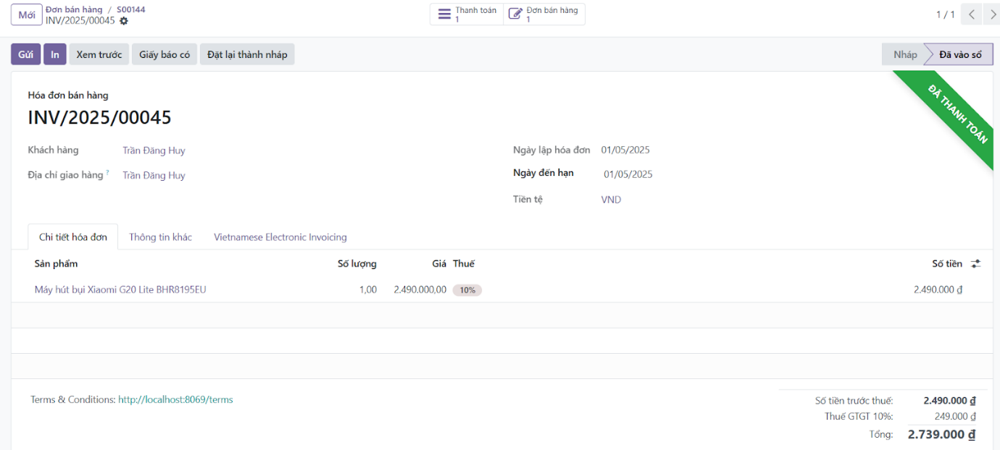 Mới
Đơn bán hàng / S00144
INV/2025/00045
Thanh toán
1
Đơn bán hàng
1
1 / 1
Gửi In Xem trước Giấy báo có Đặt lại thành nháp
Nháp Đã vào sổ
ĐÃ THANH TOÁN
Hóa đơn bán hàng
INV/2025/00045
Khách hàng Trần Đăng Huy
Ngày lập hóa đơn 01/05/2025
Địa chỉ giao hàng ? Trần Đăng Huy
Ngày đến hạn 01/05/2025
Tiền tệ VND
Chi tiết hóa đơn Thông tin khác Vietnamese Electronic Invoicing
Sản phẩm Số lượng Giá Thuế Số tiền
Máy hút bụi Xiaomi G20 Lite BHR8195EU 1,00 2.490.000,00 10% 2.490.000 ₫
Terms & Conditions: http://localhost:8069/terms
Số tiền trước thuế: 2.490.000 ₫
Thuế GTGT 10%: 249.000 ₫
Tổng: 2.739.000 ₫